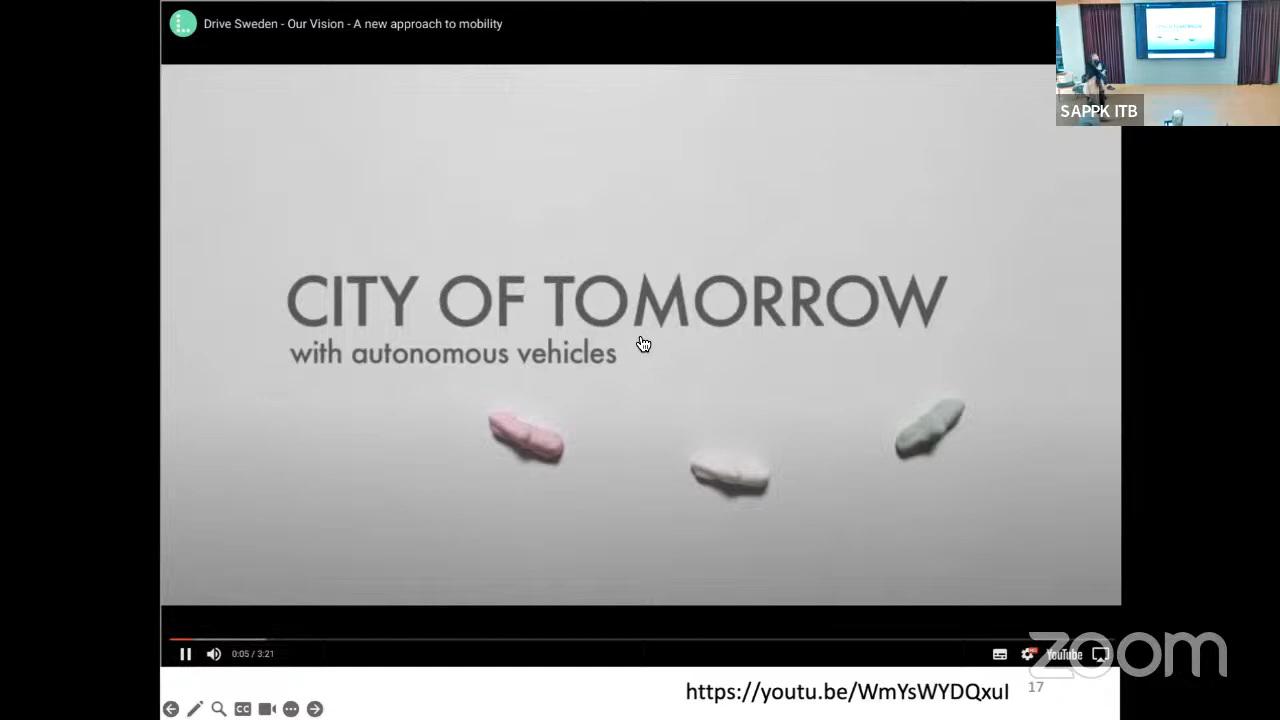 Drive Sweden - Our Vision - A new approach to mobility
SAPPK ITB
CITY OF TOMORROW
with autonomous vehicles
0:05 / 3:21
YouTube
zoom
https://youtu.be/WmYsWYDQxuI
17
CC